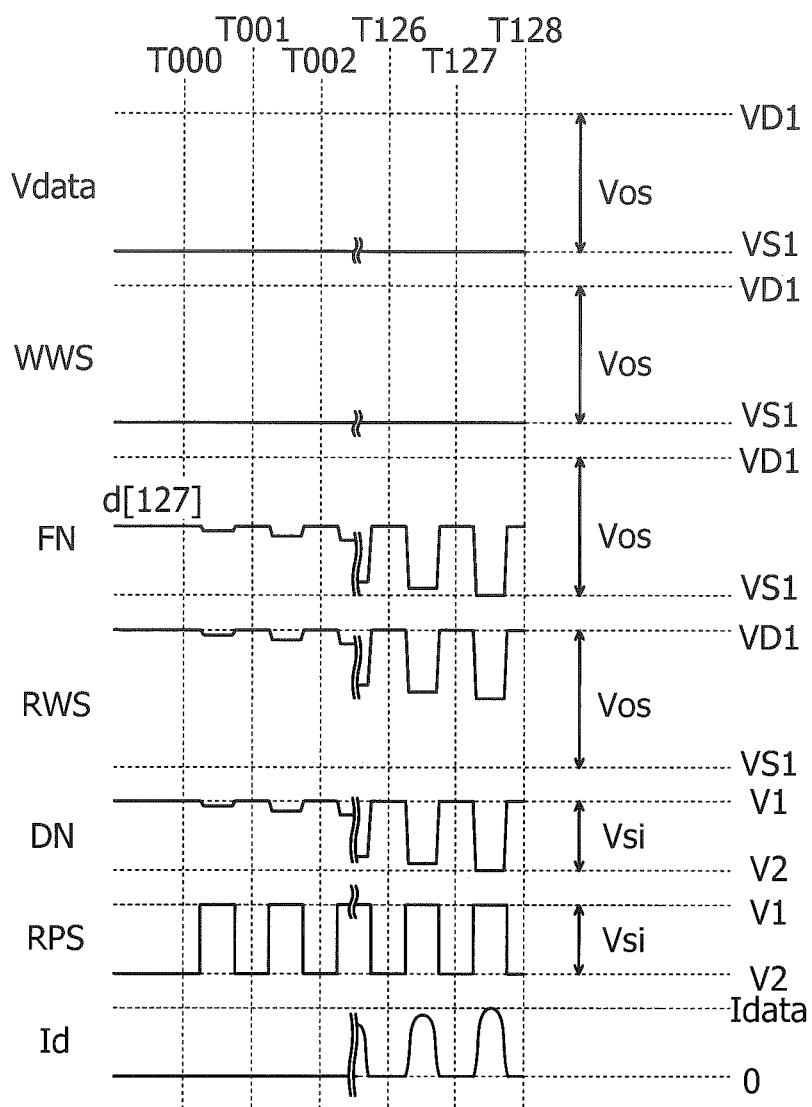 T001 T126 T128
T000 T002 T127
VD1
Vdata Vos
VS1
VD1
WWS Vos
VS1
VD1
d[127]
FN Vos
VS1
VD1
RWS Vos
VS1
V1
DN Vsi
V2
V1
RPS Vsi
V2
Idata
Id
0